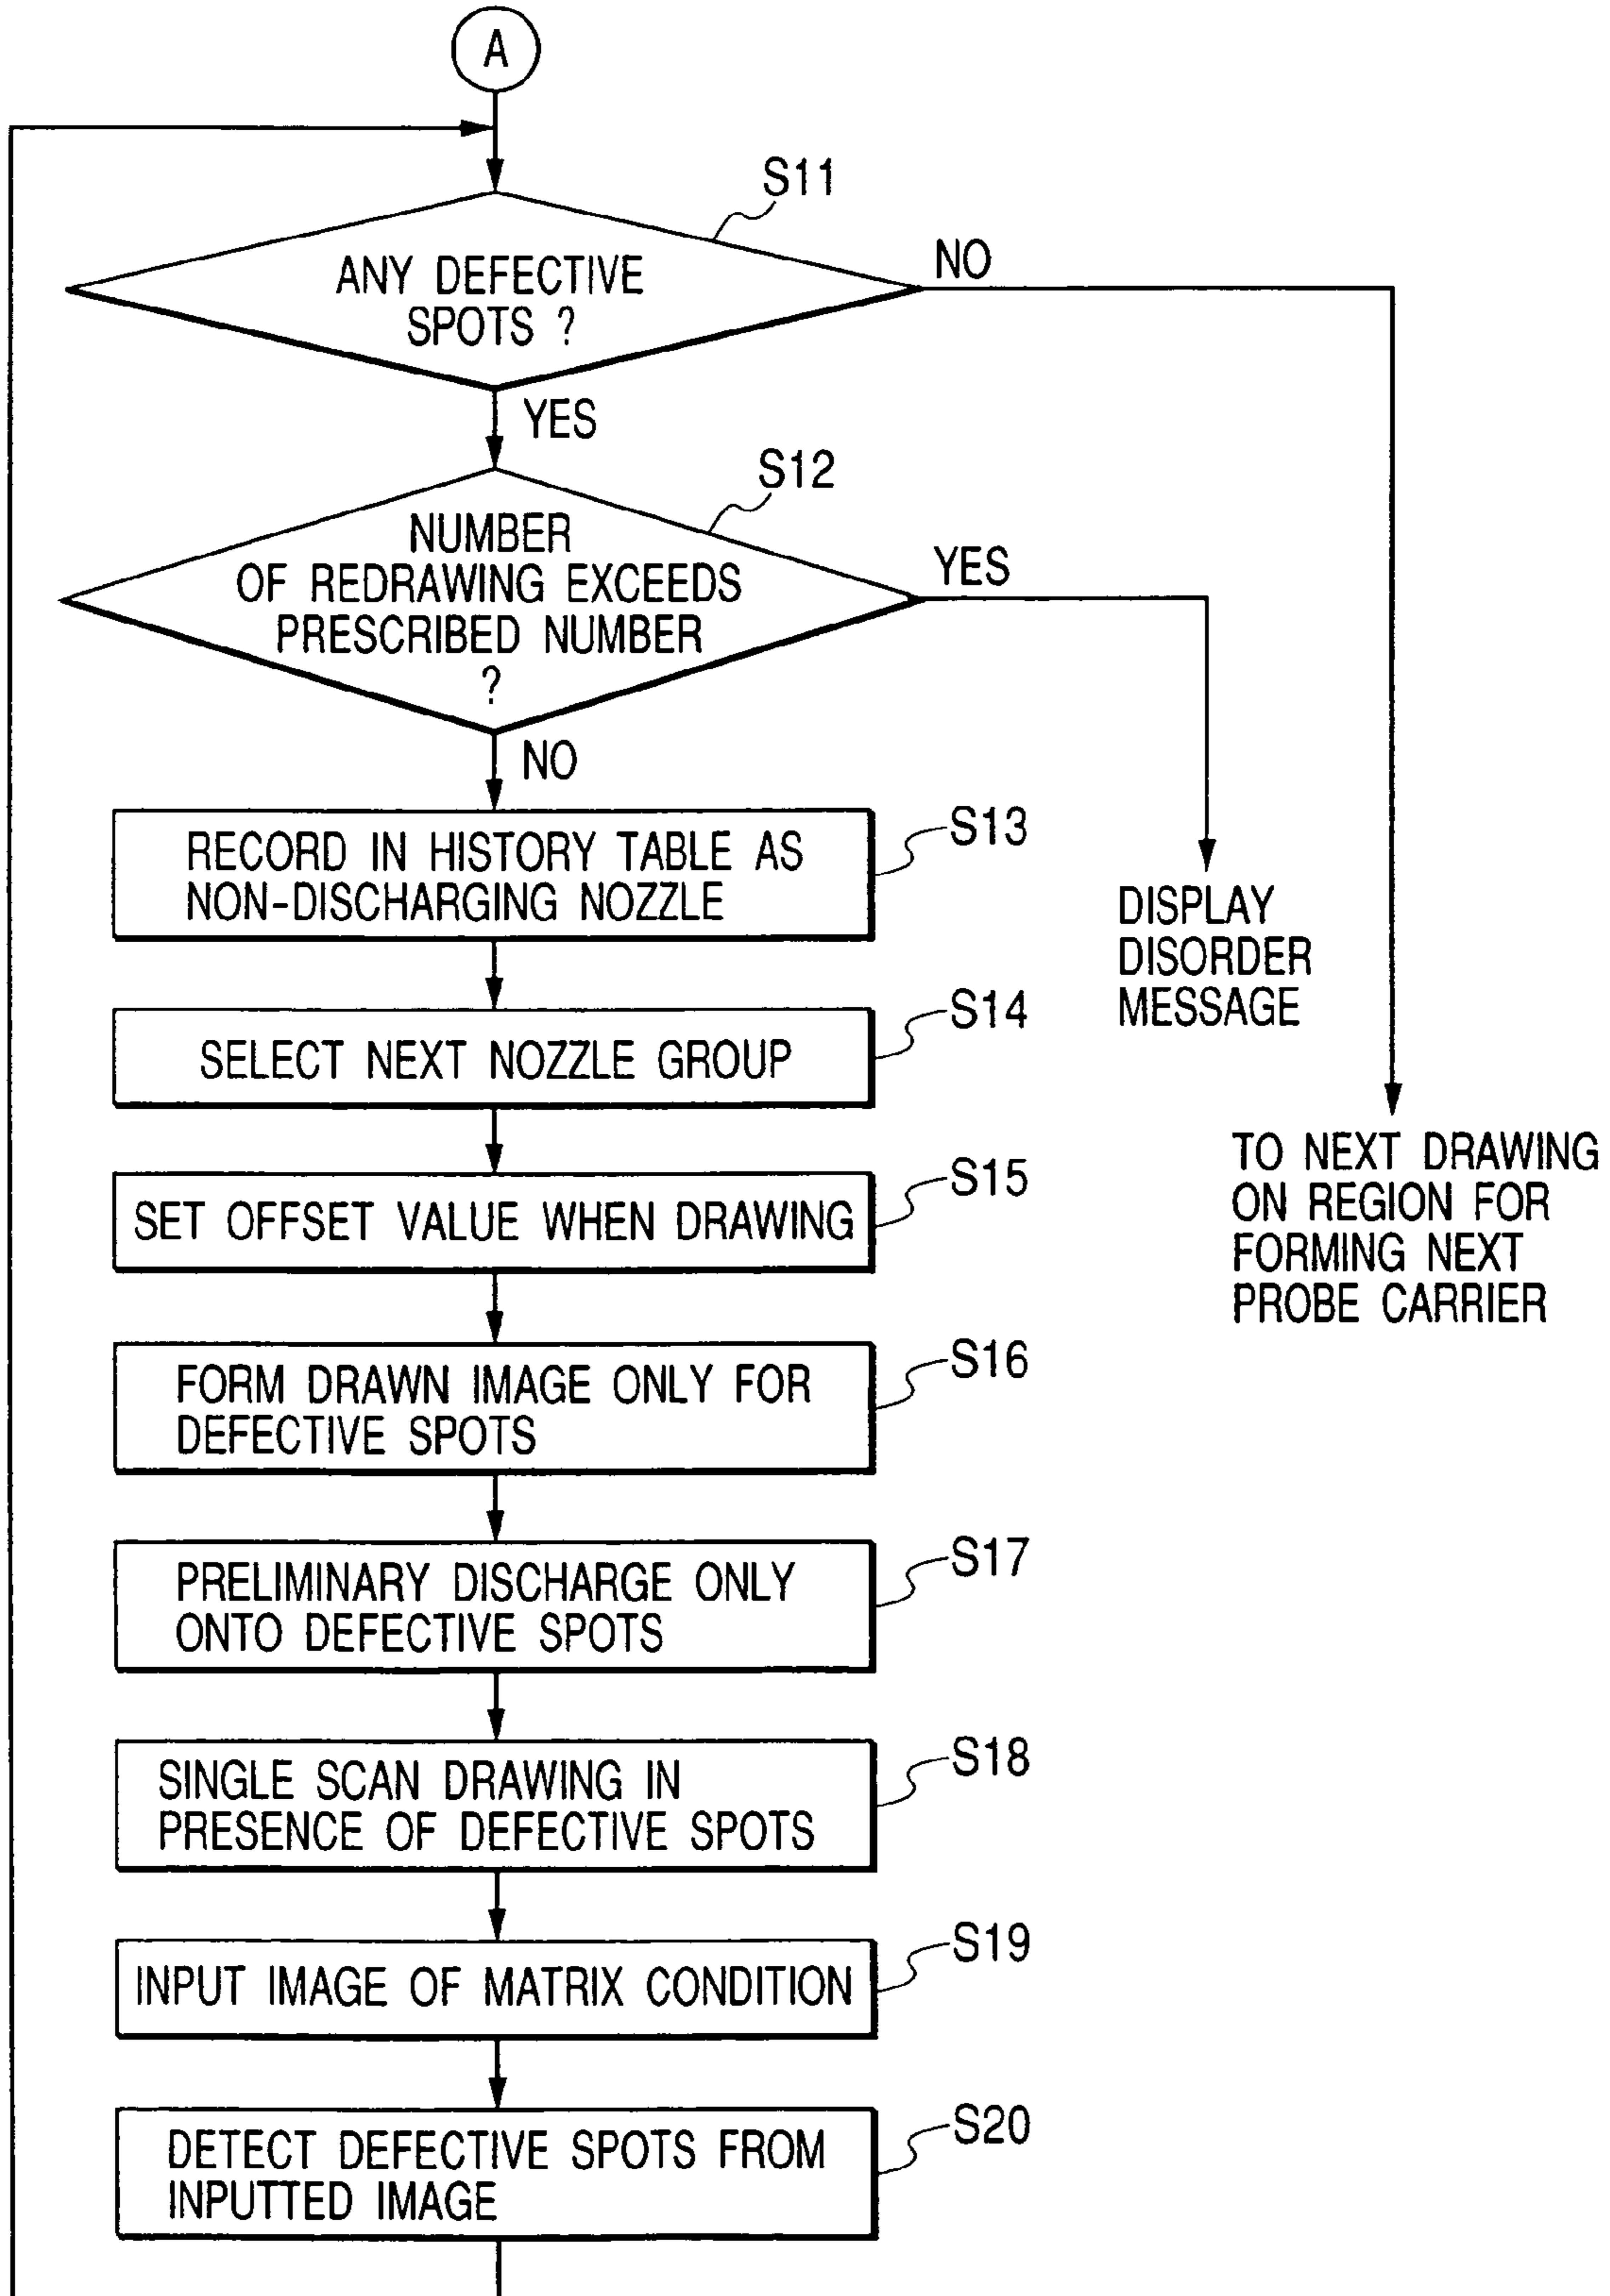 A
S11
ANY DEFECTIVE
SPOTS ?
NO
YES
S12
NUMBER
OF REDRAWING EXCEEDS
PRESCRIBED NUMBER
?
YES
NO
S13
RECORD IN HISTORY TABLE AS
NON-DISCHARGING NOZZLE
DISPLAY
DISORDER
MESSAGE
S14
SELECT NEXT NOZZLE GROUP
TO NEXT DRAWING
ON REGION FOR
FORMING NEXT
PROBE CARRIER
S15
SET OFFSET VALUE WHEN DRAWING
S16
FORM DRAWN IMAGE ONLY FOR
DEFECTIVE SPOTS
S17
PRELIMINARY DISCHARGE ONLY
ONTO DEFECTIVE SPOTS
S18
SINGLE SCAN DRAWING IN
PRESENCE OF DEFECTIVE SPOTS
S19
INPUT IMAGE OF MATRIX CONDITION
S20
DETECT DEFECTIVE SPOTS FROM
INPUTTED IMAGE